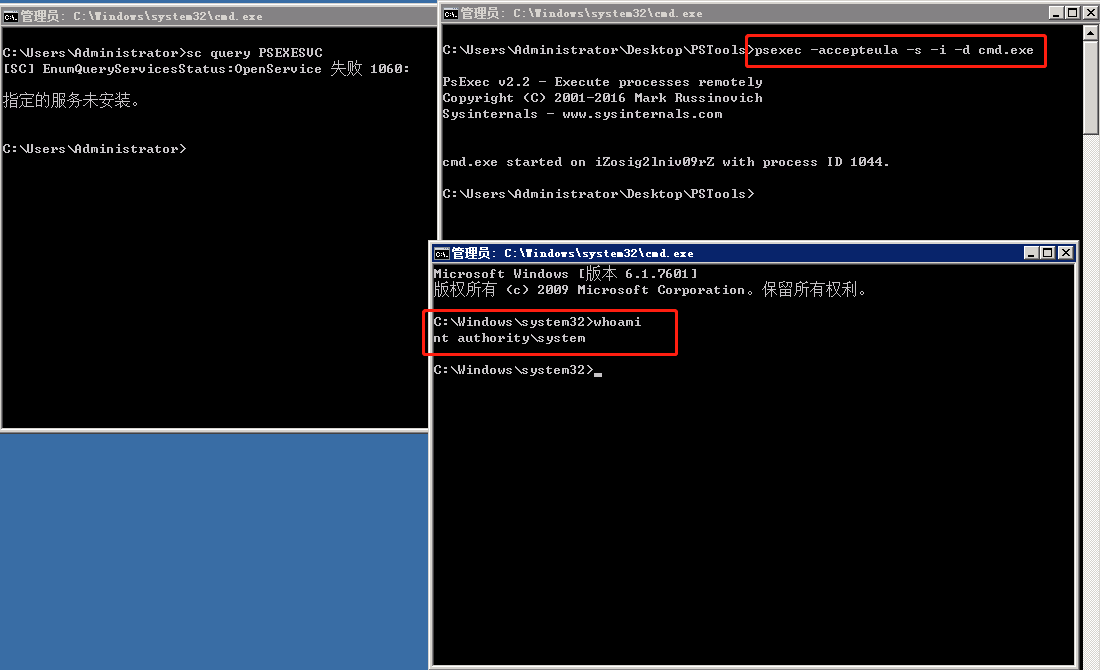 管理员: C:\Windows\system32\cmd.exe
C:\Users\Administrator>sc query PSEXESVC
[SC] EnumQueryServicesStatus:OpenService 失败 1060:
指定的服务未安装。
C:\Users\Administrator>
管理员: C:\Windows\system32\cmd.exe
C:\Users\Administrator\Desktop\PSTools>psexec -accepteula -s -i -d cmd.exe
PsExec v2.2 - Execute processes remotely
Copyright (C) 2001-2016 Mark Russinovich
Sysinternals - www.sysinternals.com
cmd.exe started on iZosig2lniv09rZ with process ID 1044.
C:\Users\Administrator\Desktop\PSTools>
管理员: C:\Windows\system32\cmd.exe
Microsoft Windows [版本 6.1.7601]
版权所有 (c) 2009 Microsoft Corporation。保留所有权利。
C:\Windows\system32>whoami
nt authority\system
C:\Windows\system32>